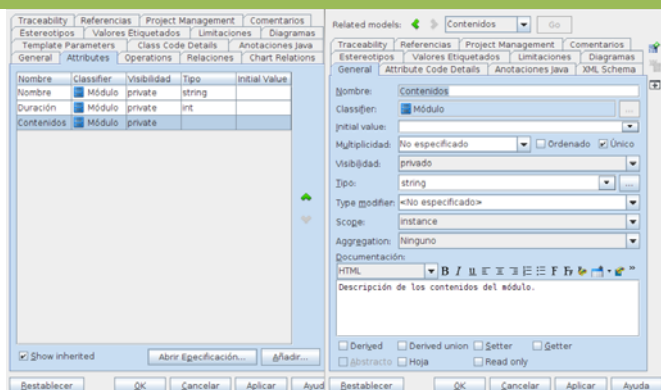 Traceability Referencias Project Management Comentarios
Estereotipos Valores Etiquetados Limitaciones Diagramas
Template Parameters Class Code Details Anotaciones Java
General Attributes Operations Relaciones Chart Relations
Nombre Classifier Visibilidad Tipo Initial Value
Nombre Módulo private string
Duración Módulo private int
Contenidos Módulo private
Show inherited Abrir Especificación... Añadir...
Restablecer OK Cancelar Aplicar Ayud
Related models: Contenidos Go
Traceability Referencias Project Management Comentarios
Estereotipos Valores Etiquetados Limitaciones Diagramas
General Attribute Code Details Anotaciones Java XML Schema
Nombre: Contenidos
Classifier: Módulo ...
Initial value:
Multiplicidad: No especificado Ordenado Único
Visibilidad: privado
Tipo: string ...
Type modifier: <No especificado>
Scope: instance
Aggregation: Ninguno
Documentación:
HTML B I U F
Descripción de los contenidos del módulo.
Derived Derived union Setter Getter
Abstracto Hoja Read only
Restablecer OK Cancelar Aplicar Ayuda